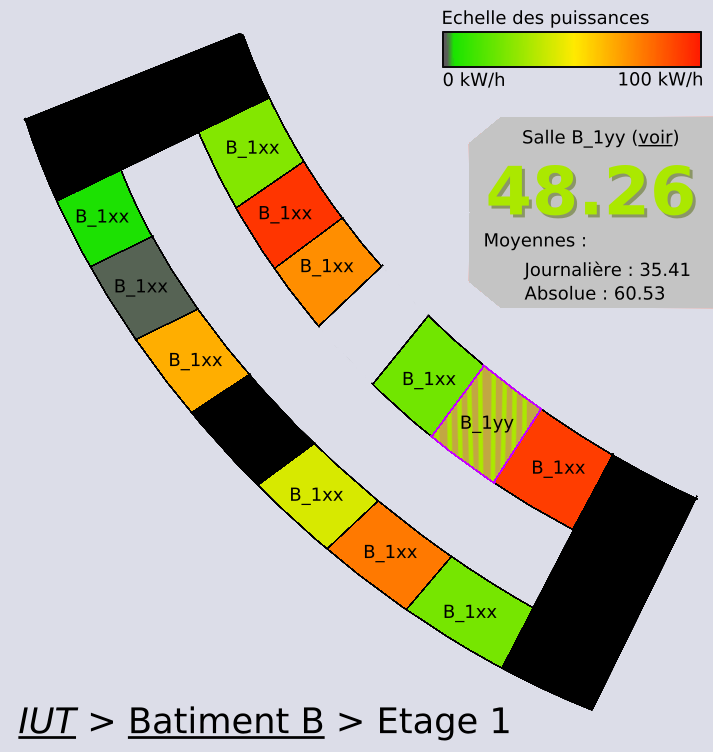 Echelle des puissances
0 kW/h 100 kW/h
Salle B_1yy (voir)
48.26
Moyennes :
Journalière : 35.41
Absolue : 60.53
B_1xx
B_1xx
B_1xx
B_1xx
B_1xx
B_1xx
B_1xx
B_1yy
B_1xx
B_1xx
B_1xx
B_1xx
IUT > Batiment B > Etage 1